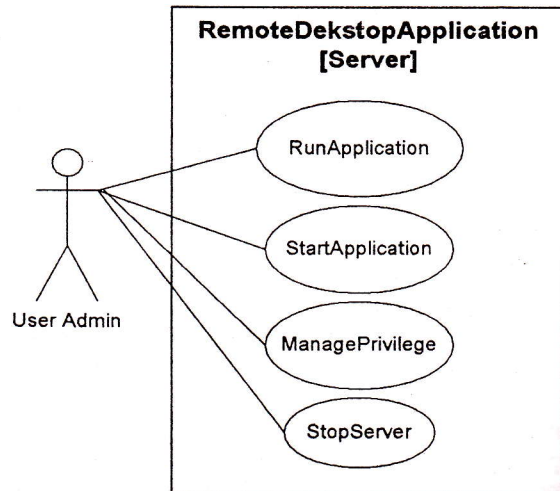 RemoteDekstopApplication
[Server]
RunApplication
StartApplication
User Admin
ManagePrivilege
StopServer